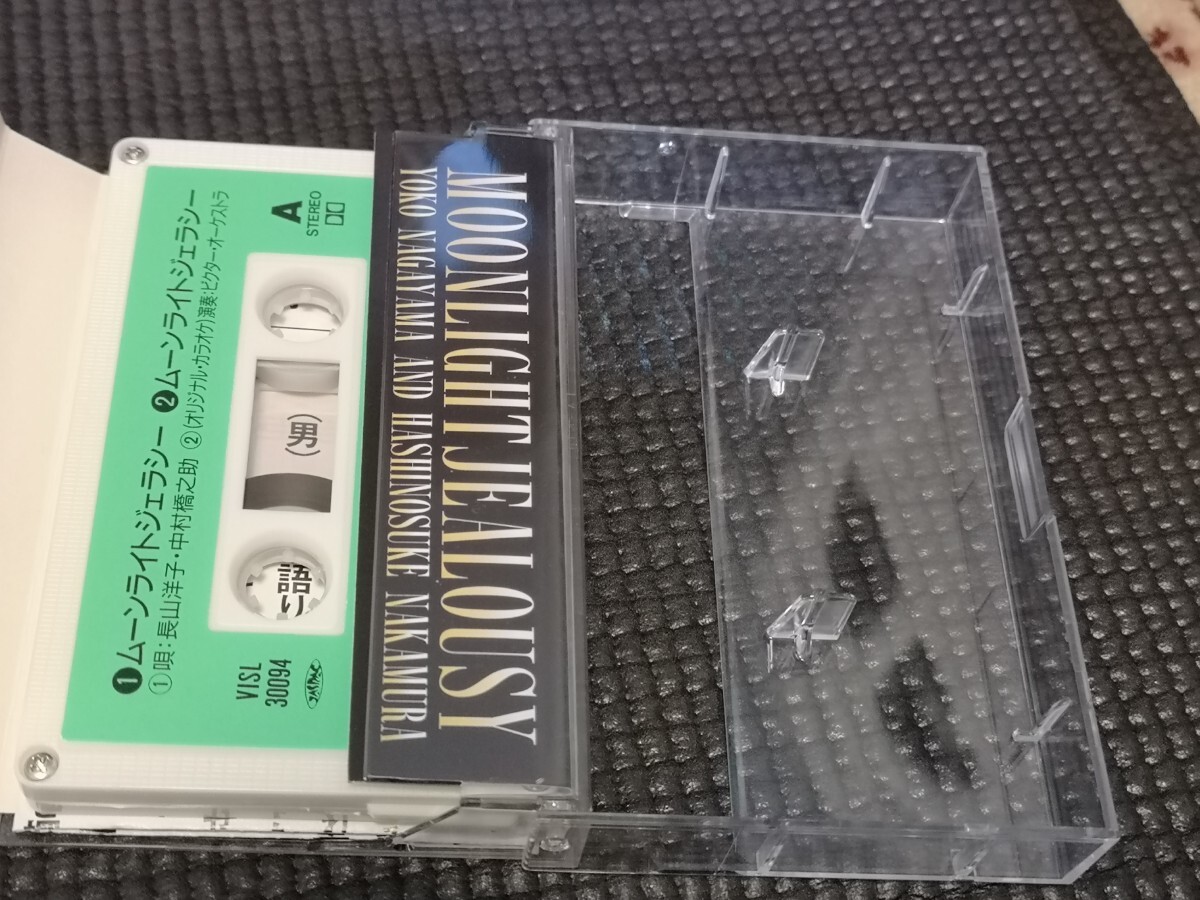 ❶ムーンライトジェラシー ❷ムーンライトジェラシー
①唄:長山洋子・中村橋之助 ②(オリジナル・カラオケ)演奏:ビクター・オーケストラ
A
STEREO
(男)
語り
VISL
30094
MOONLIGHT JEALOUSY
YOKO NAGAYAMA AND HASHINOSUKE NAKAMURA